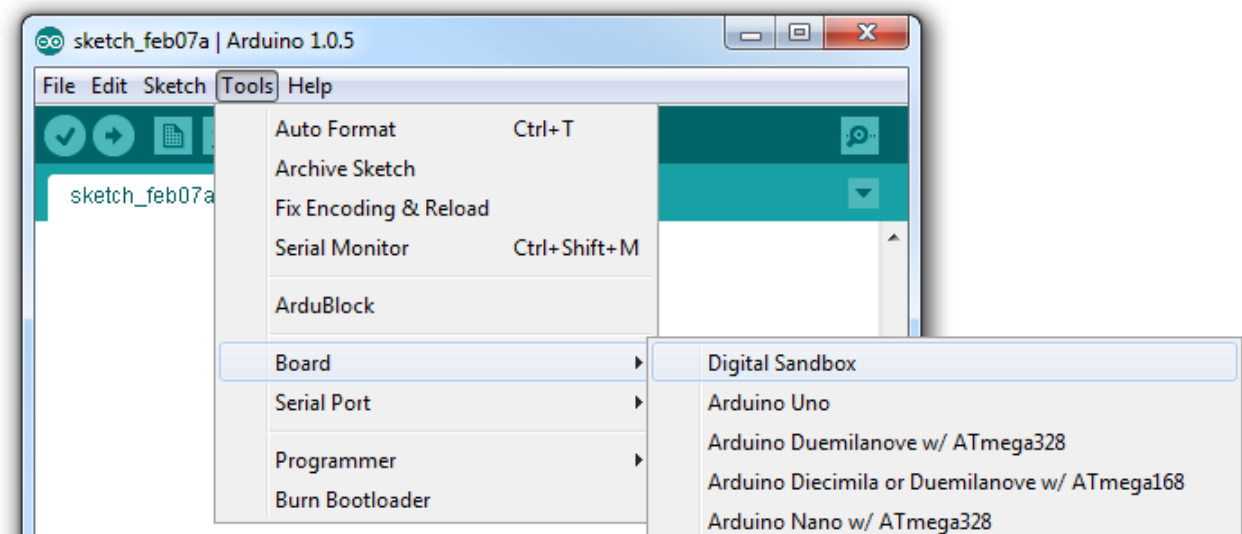 sketch_feb07a | Arduino 1.0.5
File Edit Sketch Tools Help
Auto Format Ctrl+T
Archive Sketch
sketch_feb07a
Fix Encoding & Reload
Serial Monitor Ctrl+Shift+M
ArduBlock
Board
Digital Sandbox
Serial Port
Arduino Uno
Arduino Duemilanove w/ ATmega328
Programmer
Arduino Diecimila or Duemilanove w/ ATmega168
Burn Bootloader
Arduino Nano w/ ATmega328